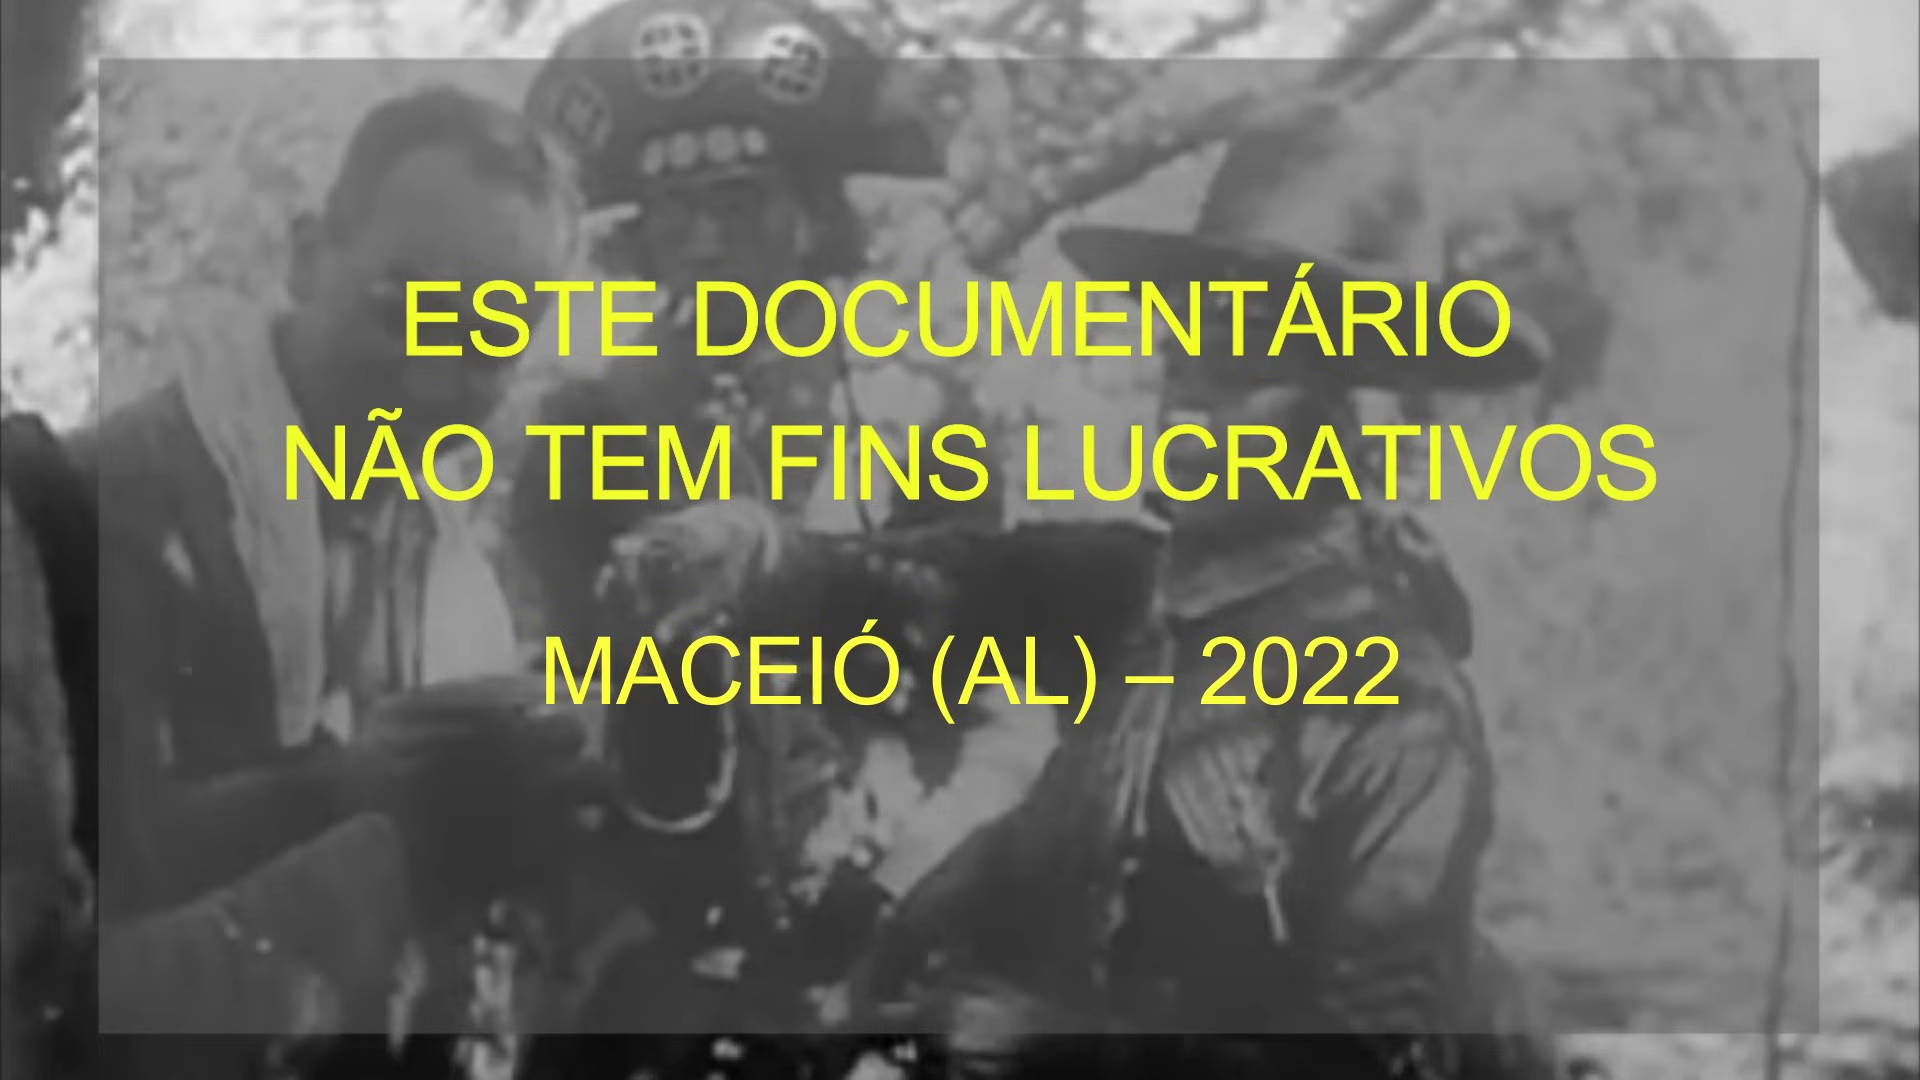 ESTE DOCUMENTÁRIO
NÃO TEM FINS LUCRATIVOS
MACEIÓ (AL) – 2022